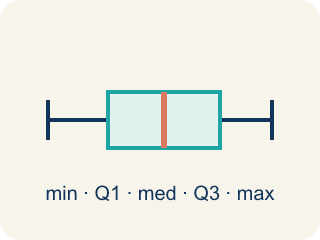 min · Q1 · med · Q3 · max